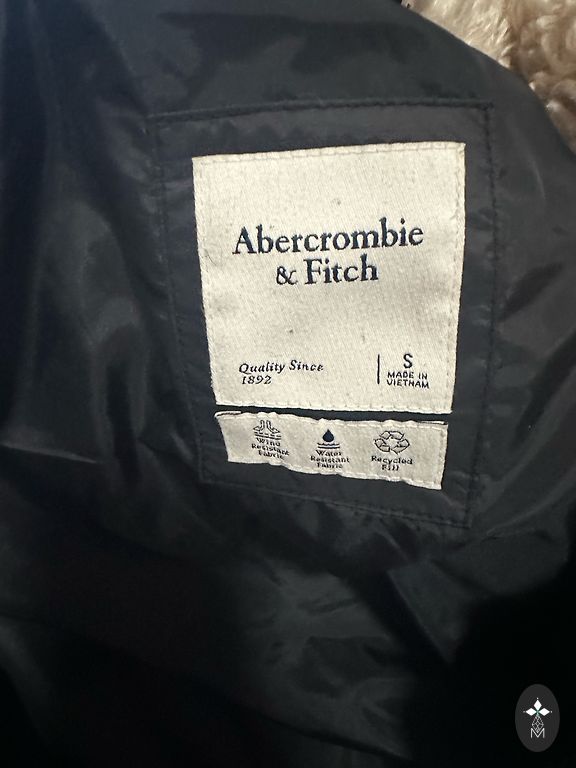 Abercrombie
& Fitch
Quality Since
1892
S
MADE IN
VIETNAM
Wind
Resistant
Fabric
Water
Resistant
Fabric
Recycled
Fill
M